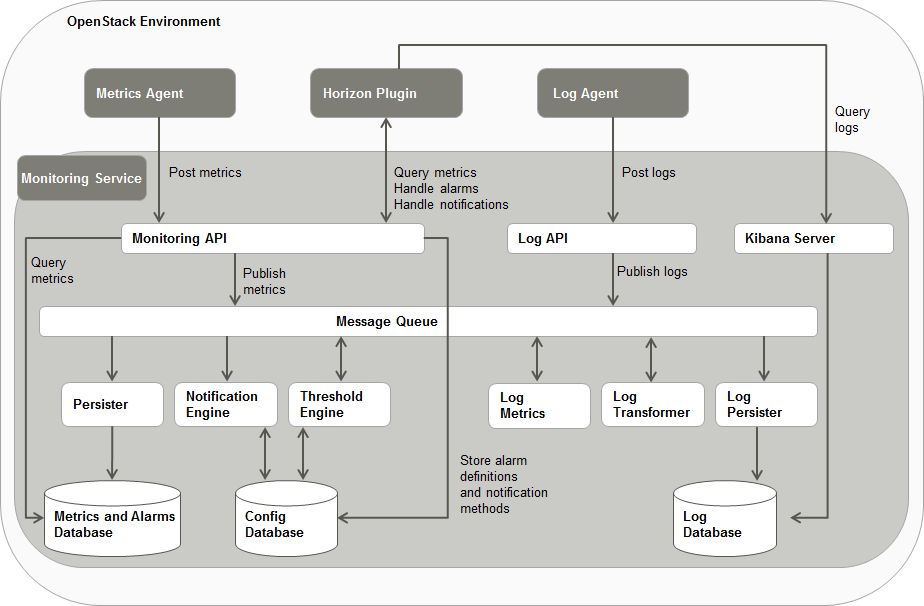 OpenStack Environment
Metrics Agent
Horizon Plugin
Log Agent
Query
logs
Monitoring Service
Post metrics
Query metrics
Handle alarms
Handle notifications
Post logs
Monitoring API
Log API
Kibana Server
Query
metrics
Publish
metrics
Publish logs
Message Queue
Persister
Notification
Engine
Threshold
Engine
Log
Metrics
Log
Transformer
Log
Persister
Store alarm
definitions
and notification
methods
Metrics and Alarms
Database
Config
Database
Log
Database